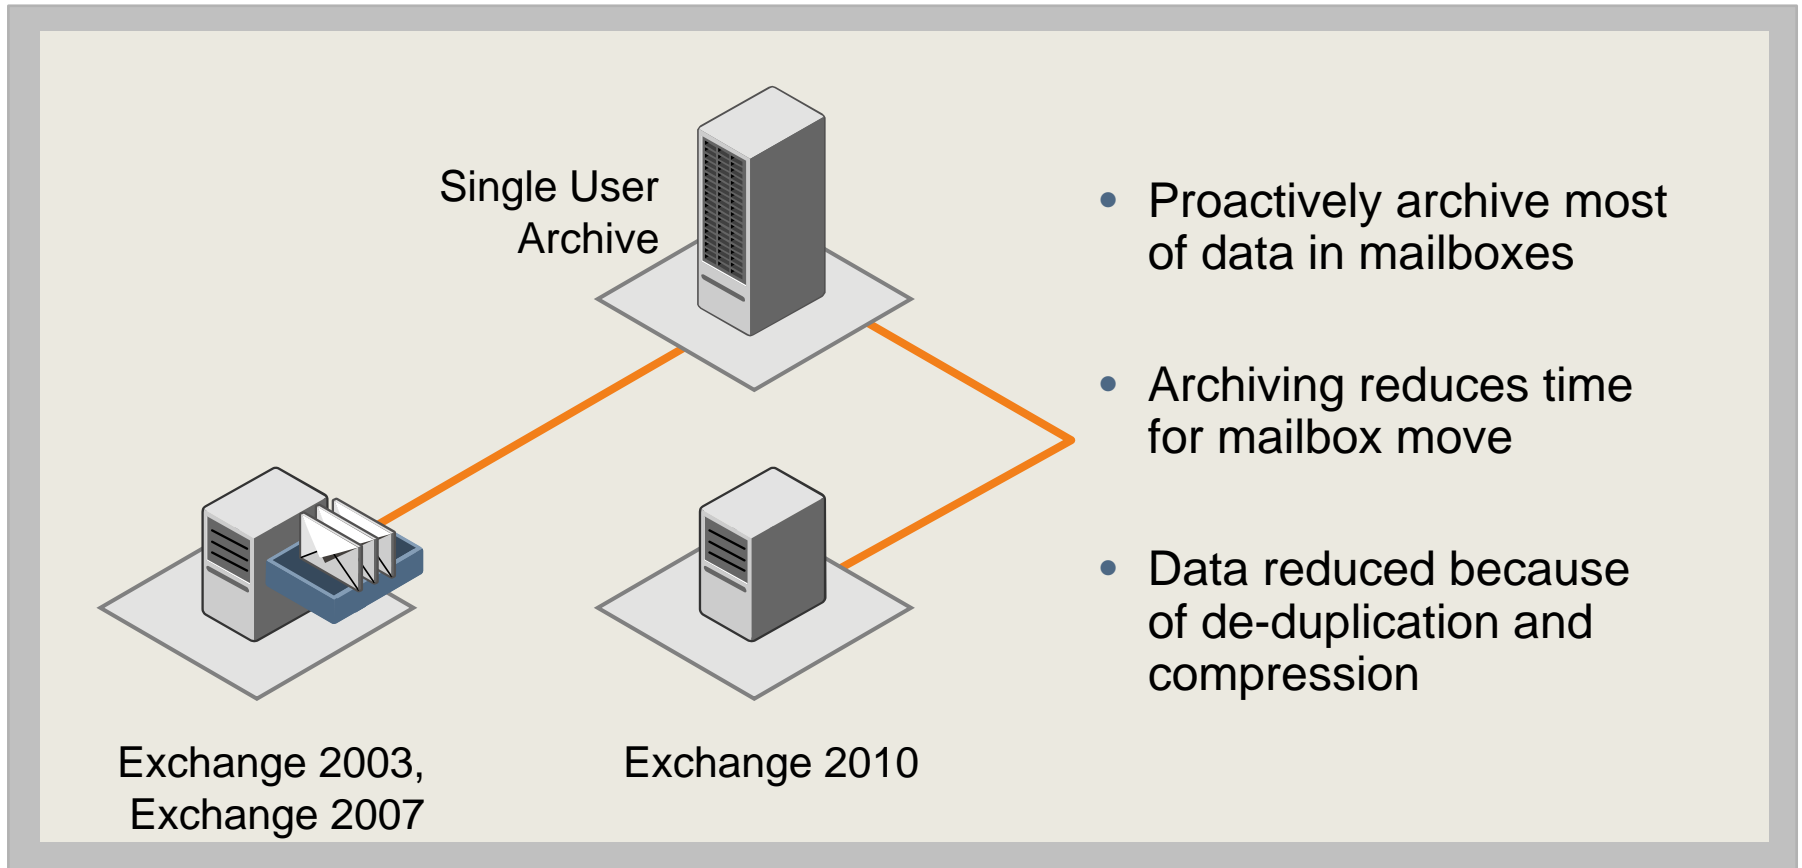 Single User
Archive
• Proactively archive most
of data in mailboxes
• Archiving reduces time
for mailbox move
• Data reduced because
of de-duplication and
compression
Exchange 2003,
Exchange 2007
Exchange 2010